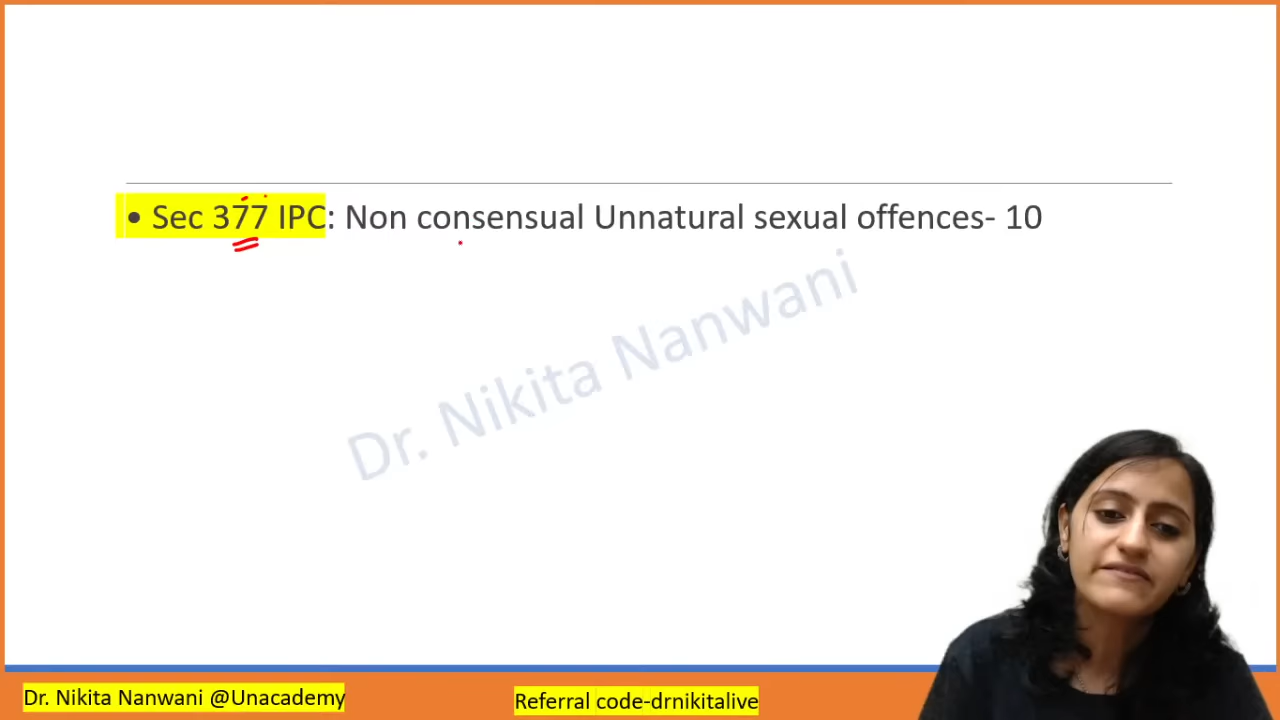 • Sec 377 IPC: Non consensual Unnatural sexual offences- 10
Dr. Nikita Nanwani
Dr. Nikita Nanwani @Unacademy
Referral code-drnikitalive